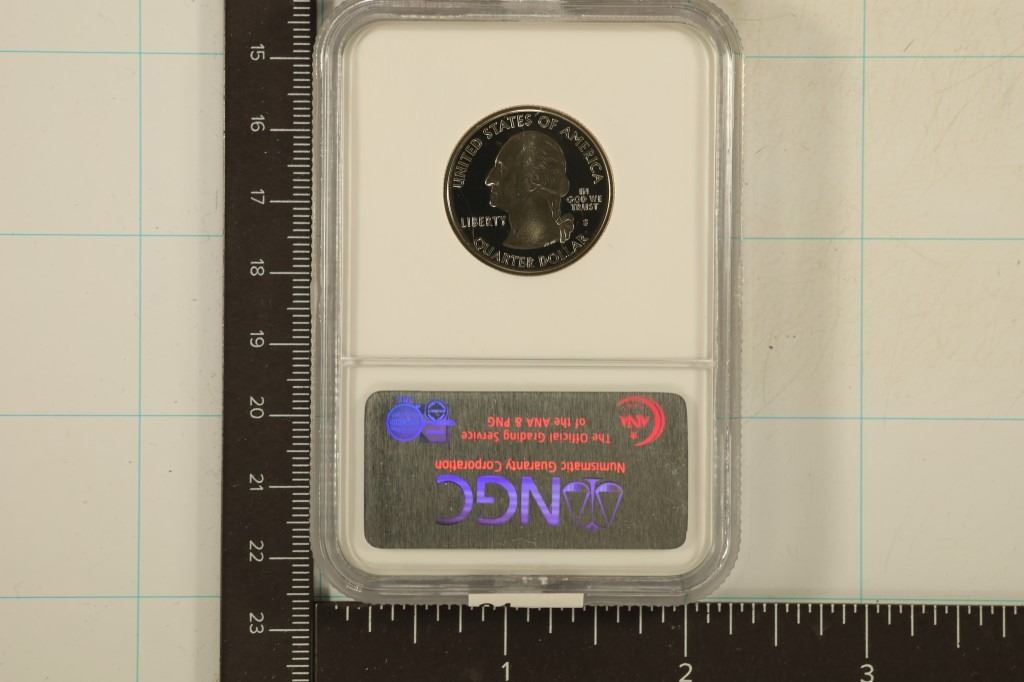 15
16
17
18
19
20
21
22
23
UNITED STATES OF AMERICA
IN
GOD WE
TRUST
LIBERTY
S
QUARTER DOLLAR
NGC
Numismatic Guaranty Corporation
The Official Grading Service
of the ANA & PNG
ANA
1
2
3